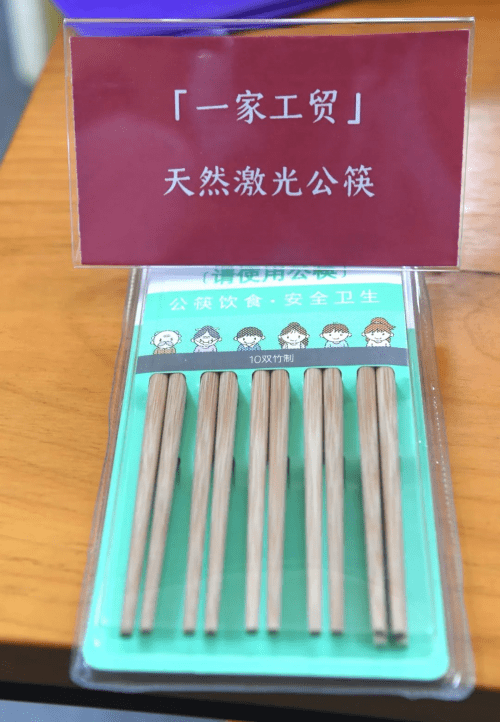 「一家工贸」
天然激光公筷
(请使用公筷)
公筷饮食·安全卫生
10双竹制